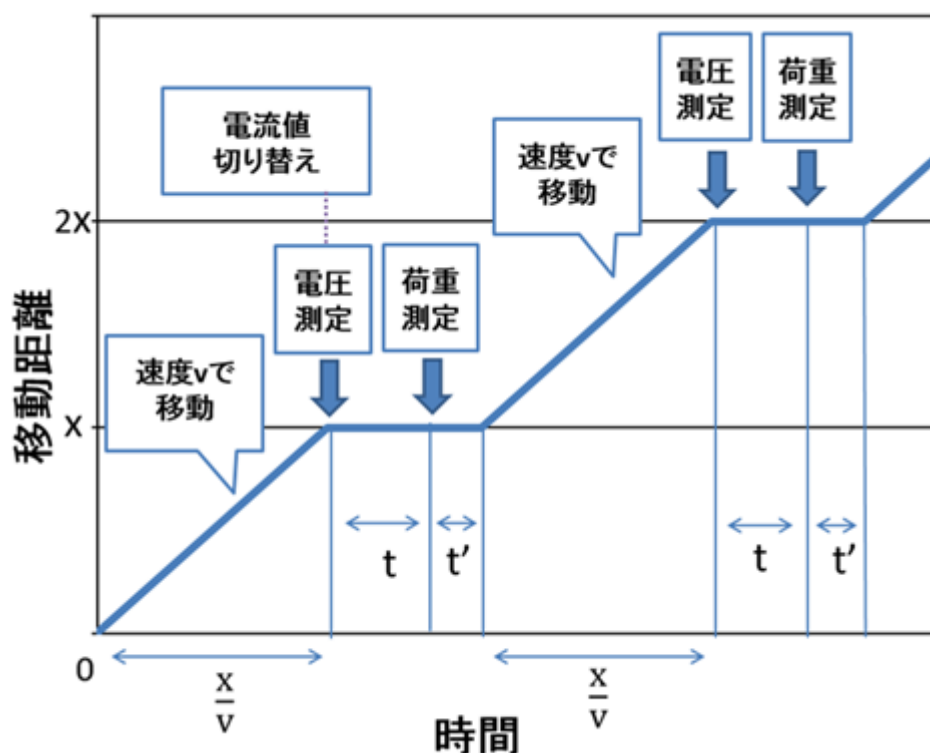 電圧
測定
荷重
測定
電流値
切り替え
速度vで
移動
2X
電圧
測定
荷重
測定
速度vで
移動
X
移動距離
t
t’
t
t’
0
x
v
x
v
時間